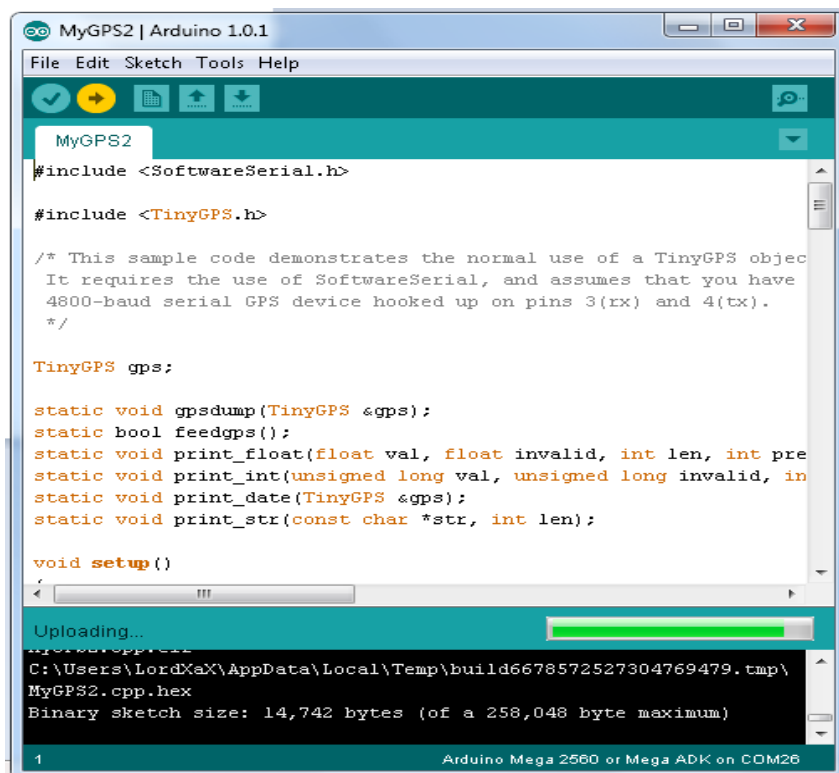 MyGPS2 | Arduino 1.0.1
File Edit Sketch Tools Help
MyGPS2
#include <SoftwareSerial.h>
#include <TinyGPS.h>
/* This sample code demonstrates the normal use of a TinyGPS objec
It requires the use of SoftwareSerial, and assumes that you have
4800-baud serial GPS device hooked up on pins 3(rx) and 4(tx).
*/
TinyGPS gps;
static void gpsdump(TinyGPS &gps);
static bool feedgps();
static void print_float(float val, float invalid, int len, int pre
static void print_int(unsigned long val, unsigned long invalid, in
static void print_date(TinyGPS &gps);
static void print_str(const char *str, int len);
void setup()
Uploading...
C:\Users\LordXaX\AppData\Local\Temp\build6678572527304769479.tmp\
MyGPS2.cpp.hex
Binary sketch size: 14,742 bytes (of a 258,048 byte maximum)
1
Arduino Mega 2560 or Mega ADK on COM26